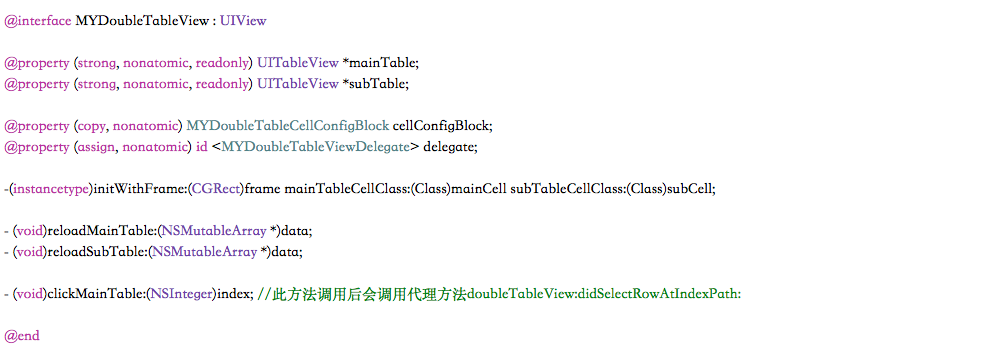 @interface MYDoubleTableView : UIView
@property (strong, nonatomic, readonly) UITableView *mainTable;
@property (strong, nonatomic, readonly) UITableView *subTable;
@property (copy, nonatomic) MYDoubleTableCellConfigBlock cellConfigBlock;
@property (assign, nonatomic) id <MYDoubleTableViewDelegate> delegate;
-(instancetype)initWithFrame:(CGRect)frame mainTableCellClass:(Class)mainCell subTableCellClass:(Class)subCell;
- (void)reloadMainTable:(NSMutableArray *)data;
- (void)reloadSubTable:(NSMutableArray *)data;
- (void)clickMainTable:(NSInteger)index; //此方法调用后会调用代理方法doubleTableView:didSelectRowAtIndexPath:
@end